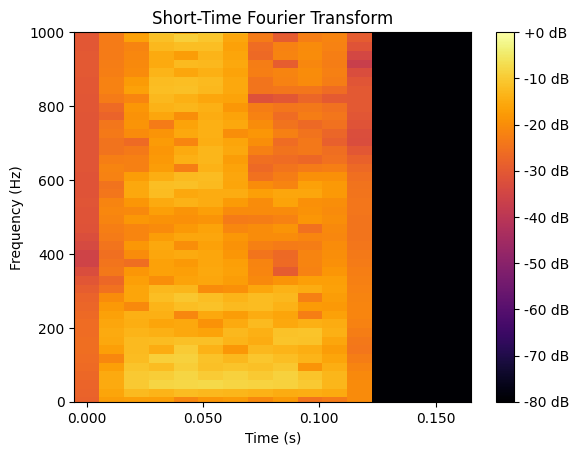 Short-Time Fourier Transform
Frequency (Hz)
1000
800
600
400
200
0
0.000
0.050
0.100
0.150
Time (s)
+0 dB
-10 dB
-20 dB
-30 dB
-40 dB
-50 dB
-60 dB
-70 dB
-80 dB